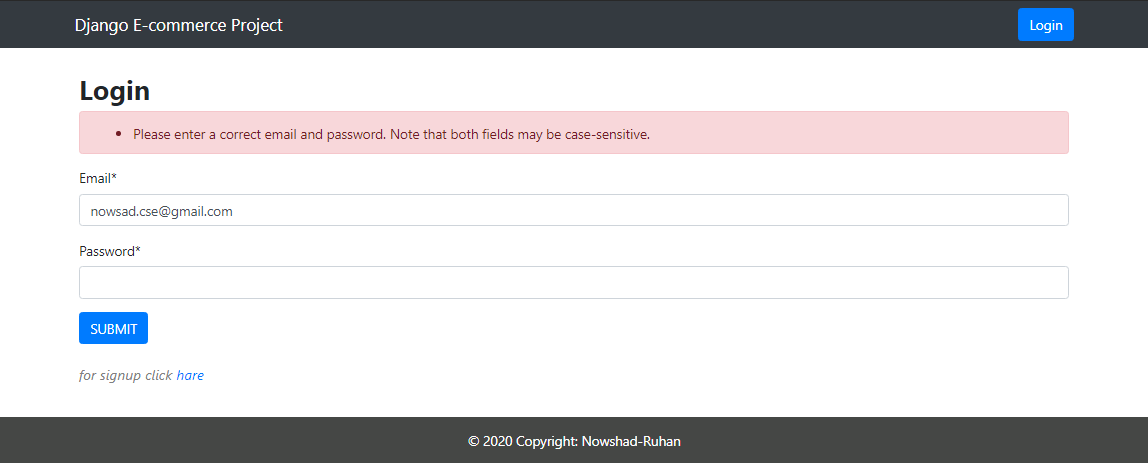 Django E-commerce Project
Login
Login
Please enter a correct email and password. Note that both fields may be case-sensitive.
Email*
nowsad.cse@gmail.com
Password*
SUBMIT
for signup click hare
© 2020 Copyright: Nowshad-Ruhan